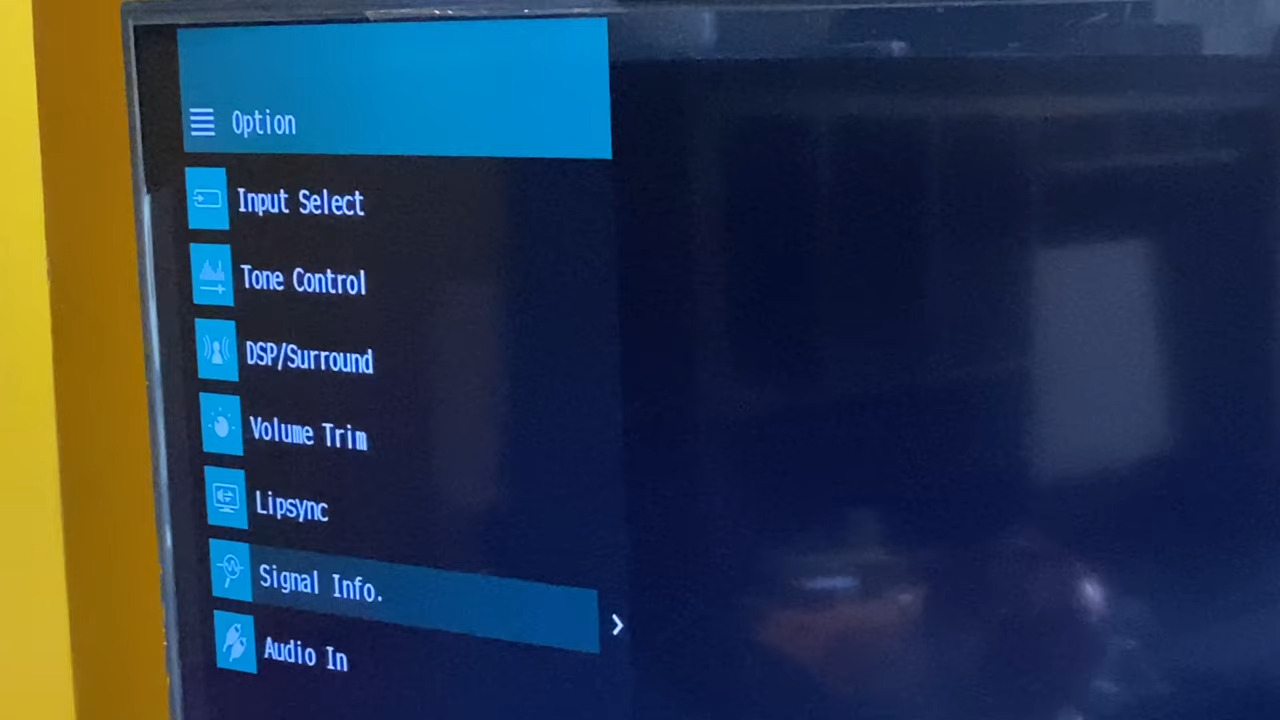 Option
Input Select
Tone Control
DSP/Surround
Volume Trim
Lipsync
Signal Info.
Audio In